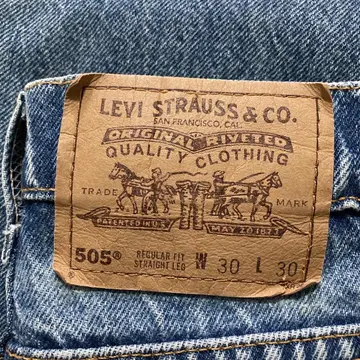 LEVI STRAUSS & CO.
SAN FRANCISCO, CAL.
ORIGINAL RIVETED
QUALITY CLOTHING
TRADE MARK
PATENTED IN U.S. MAY 20 1873
505® REGULAR FIT STRAIGHT LEG W 30 L 30